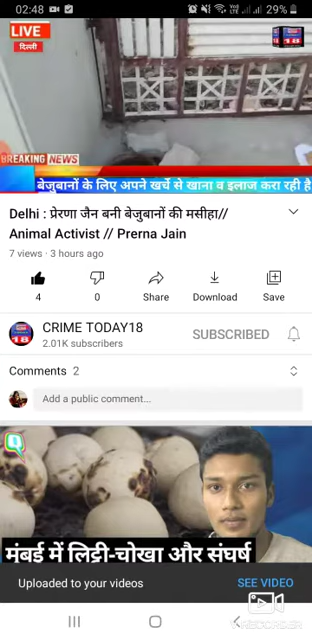 02:48
29%
LIVE
दिल्ली
BREAKING NEWS
बेजुबानों के लिए अपने खर्चे से खाना व इलाज करा रही है
Delhi : प्रेरणा जैन बनी बेजुबानों की मसीहा//
Animal Activist // Prerna Jain
7 views · 3 hours ago
4
0
Share
Download
Save
CRIME TODAY18
SUBSCRIBED
2.01K subscribers
Comments 2
Add a public comment...
मुंबई में लिट्टी-चोखा और संघर्ष
Uploaded to your videos
SEE VIDEO
RECORDER